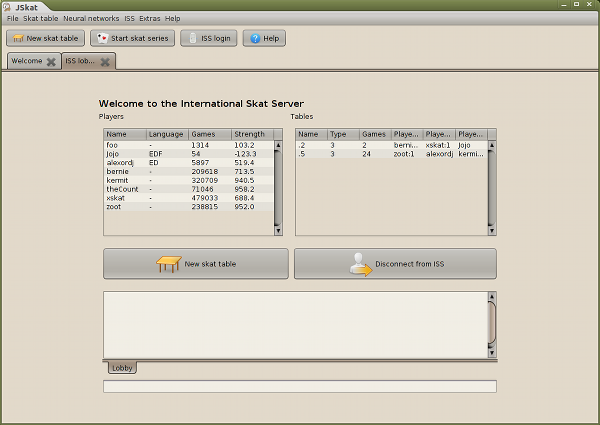 JSkat
File Skat table Neural networks ISS Extras Help
New skat table Start skat series ISS login Help
Welcome ISS lob...
Welcome to the International Skat Server
Players Tables
Name Language Games Strength
foo - 1314 103.2
JoJo EDF 54 -123.3
alexordj ED 5897 519.4
bernie - 209618 713.5
kermit - 320709 940.5
theCount - 71046 958.2
xskat - 479033 688.4
zoot - 238815 952.0
Name Type Games Playe... Playe... Playe...
.2 3 2 berni... xskat:1 JoJo
.5 3 24 zoot:1 alexordj kermi...
New skat table Disconnect from ISS
Lobby